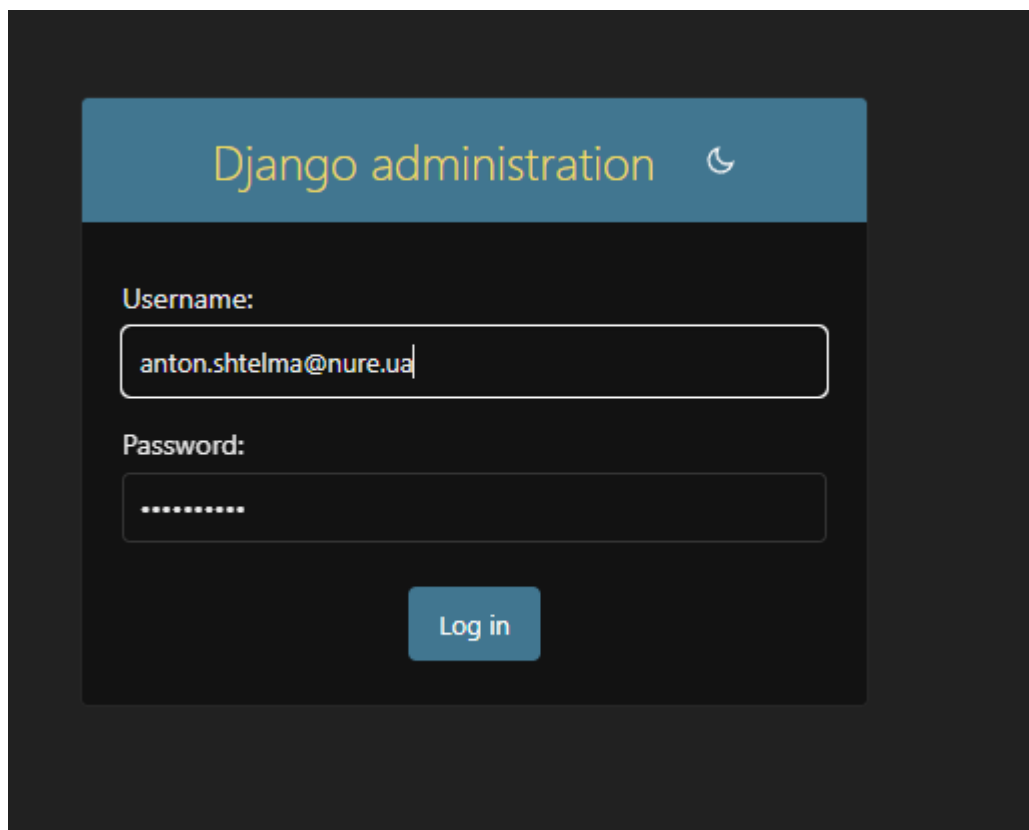 Django administration
Username:
anton.shtelma@nure.ua
Password:
••••••••••
Log in